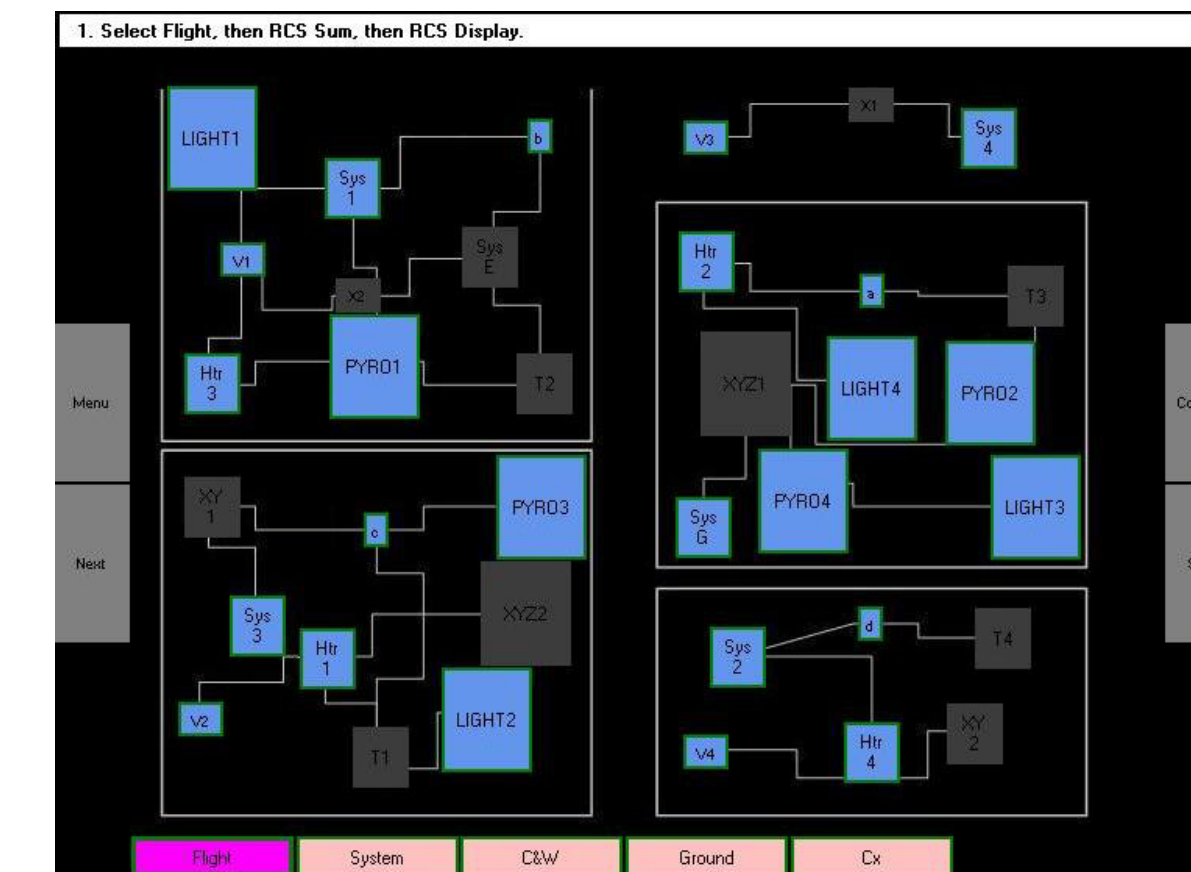 1. Select Flight, then RCS Sum, then RCS Display.
LIGHT1
Sys
1
b
V1
X2
Sys
E
Htr
3
PYRO1
T2
V3
X1
Sys
4
Htr
2
a
T3
XYZ1
LIGHT4
PYRO2
Sys
G
PYRO4
LIGHT3
Menu
Next
XY
1
c
PYRO3
Sys
3
Htr
1
XYZ2
V2
T1
LIGHT2
Sys
2
d
T4
V4
Htr
4
XY
2
Flight
System
C&W
Ground
Cx